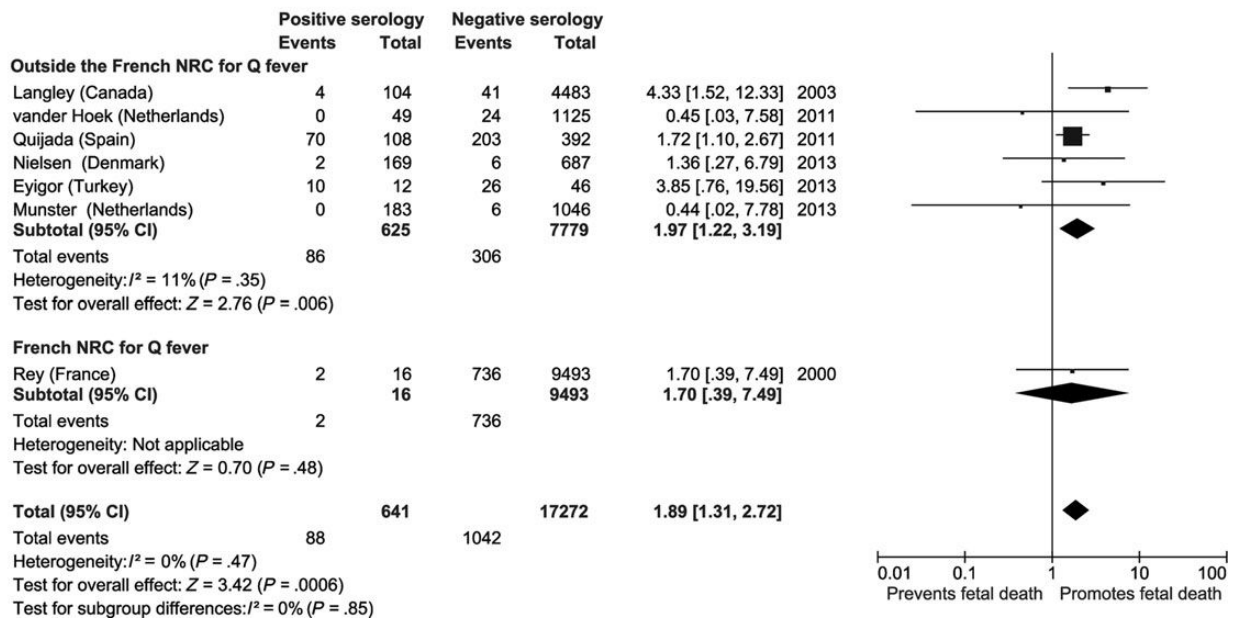 Positive serology Negative serology
Events Total Events Total
Outside the French NRC for Q fever
Langley (Canada) 4 104 41 4483 4.33 [1.52, 12.33] 2003
vander Hoek (Netherlands) 0 49 24 1125 0.45 [.03, 7.58] 2011
Quijada (Spain) 70 108 203 392 1.72 [1.10, 2.67] 2011
Nielsen (Denmark) 2 169 6 687 1.36 [.27, 6.79] 2013
Eyigor (Turkey) 10 12 26 46 3.85 [.76, 19.56] 2013
Munster (Netherlands) 0 183 6 1046 0.44 [.02, 7.78] 2013
Subtotal (95% CI) 625 7779 1.97 [1.22, 3.19]
Total events 86 306
Heterogeneity: I² = 11% (P = .35)
Test for overall effect: Z = 2.76 (P = .006)
French NRC for Q fever
Rey (France) 2 16 736 9493 1.70 [.39, 7.49] 2000
Subtotal (95% CI) 16 9493 1.70 [.39, 7.49]
Total events 2 736
Heterogeneity: Not applicable
Test for overall effect: Z = 0.70 (P = .48)
Total (95% CI) 641 17272 1.89 [1.31, 2.72]
Total events 88 1042
Heterogeneity: I² = 0% (P = .47)
Test for overall effect: Z = 3.42 (P = .0006)
Test for subgroup differences: I² = 0% (P = .85)
0.01 0.1 1 10 100
Prevents fetal death Promotes fetal death